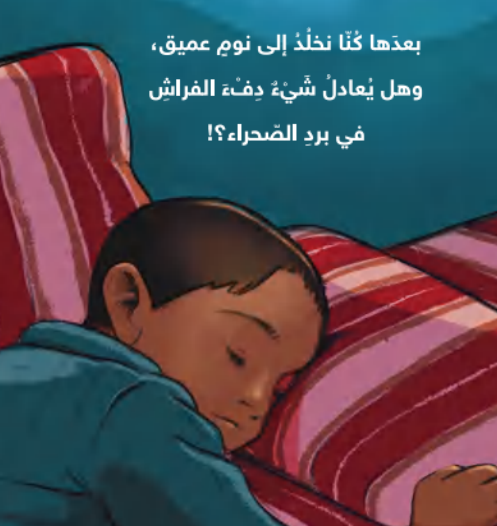 بعدَها كُنّا نخلُدُ إلى نومٍ عميق،
وهل يُعادلُ شَيْءٌ دِفْءَ الفراشِ
في بردِ الصّحراء؟!